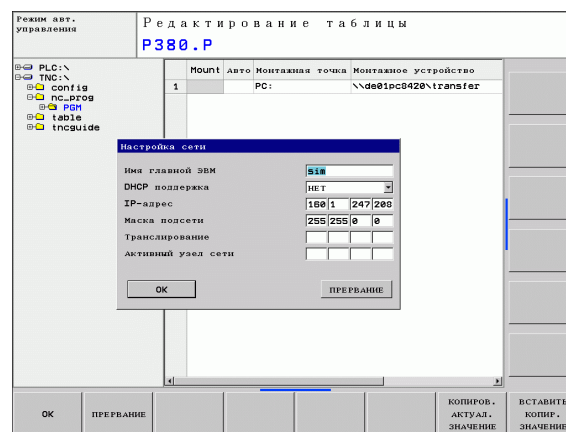 Режим авт.
управления
Редактирование таблицы
P380.P
PLC:\
TNC:\
config
nc_prog
PGM
table
tncguide
Mount Авто Монтажная точка Монтажное устройство
1 PC: \\de01pc8420\transfer
Настройка сети
Имя главной ЭВМ sim
DHCP поддержка НЕТ
IP-адрес 160 1 247 208
Маска подсети 255 255 0 0
Транслирование
Активный узел сети
OK ПРЕРВАНИЕ
OK ПРЕРВАНИЕ КОПИРОВ. АКТУАЛ. ЗНАЧЕНИЕ ВСТАВИТЬ КОПИР. ЗНАЧЕНИЕ